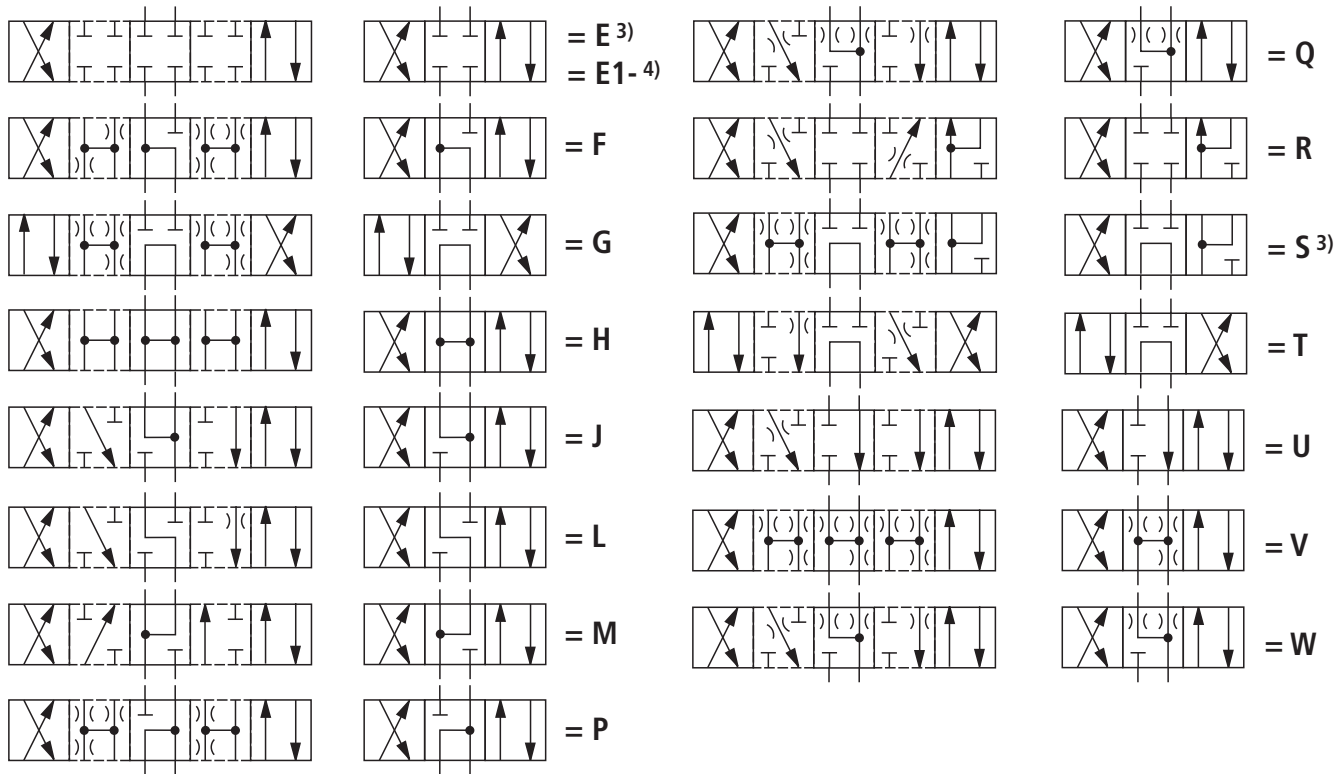 = E 3)
= E1- 4)
= F
= G
= H
= J
= L
= M
= P
= Q
= R
= S 3)
= T
= U
= V
= W